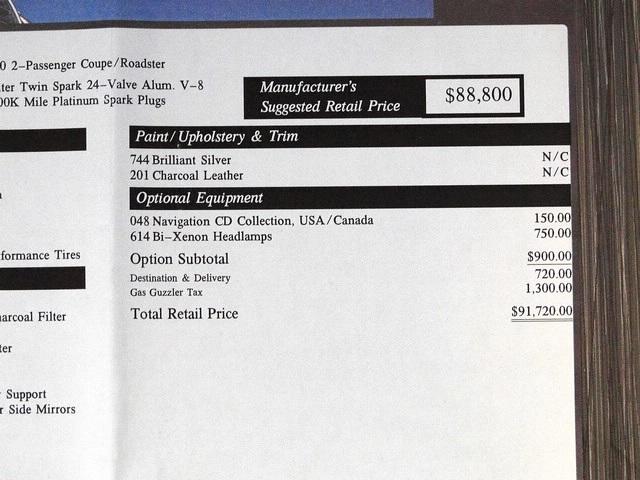 0 2-Passenger Coupe/Roadster
ter Twin Spark 24-Valve Alum. V-8
00K Mile Platinum Spark Plugs
Manufacturer's
Suggested Retail Price
$88,800
Paint/Upholstery & Trim
744 Brilliant Silver N/C
201 Charcoal Leather N/C
Optional Equipment
048 Navigation CD Collection, USA/Canada 150.00
614 Bi-Xenon Headlamps 750.00
Option Subtotal $900.00
Destination & Delivery 720.00
Gas Guzzler Tax 1,300.00
Total Retail Price $91,720.00
formance Tires
arcoal Filter
ter
Support
r Side Mirrors